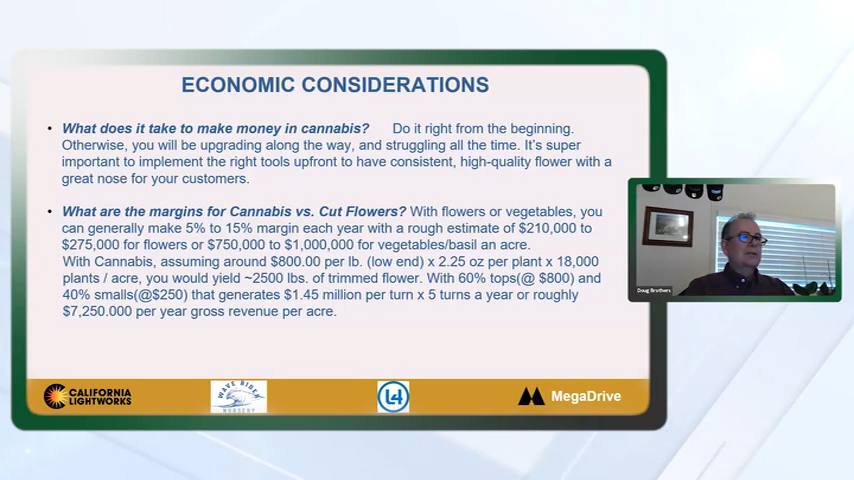 ECONOMIC CONSIDERATIONS
• What does it take to make money in cannabis? Do it right from the beginning.
Otherwise, you will be upgrading along the way, and struggling all the time. It's super
important to implement the right tools upfront to have consistent, high-quality flower with a
great nose for your customers.
• What are the margins for Cannabis vs. Cut Flowers? With flowers or vegetables, you
can generally make 5% to 15% margin each year with a rough estimate of $210,000 to
$275,000 for flowers or $750,000 to $1,000,000 for vegetables/basil an acre.
With Cannabis, assuming around $800.00 per lb. (low end) x 2.25 oz per plant x 18,000
plants / acre, you would yield ~2500 lbs. of trimmed flower. With 60% tops(@ $800) and
40% smalls(@$250) that generates $1.45 million per turn x 5 turns a year or roughly
$7,250.000 per year gross revenue per acre.
Doug Brothers
CALIFORNIA
LIGHTWORKS
WAVE RIDER
NURSERY
L4
MegaDrive